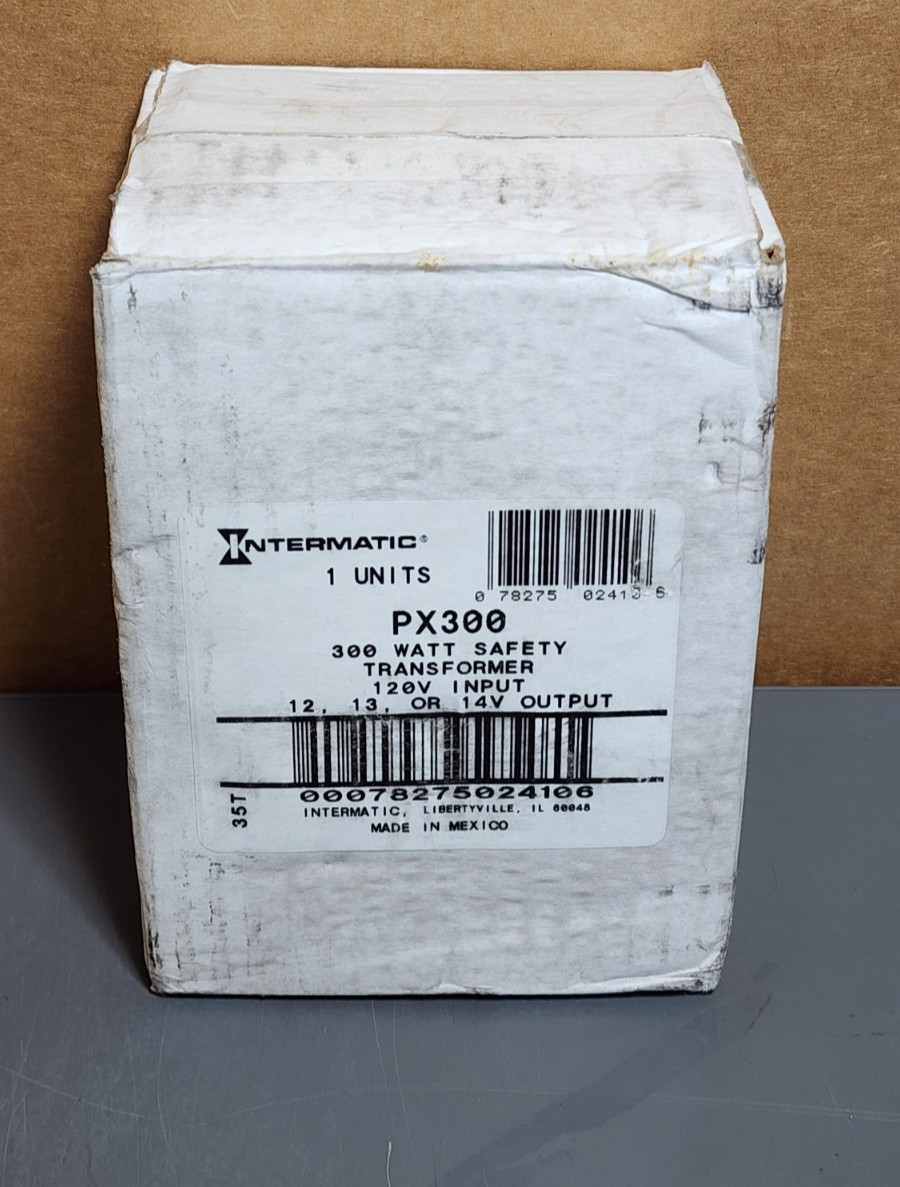 INTERMATIC®
1 UNITS
0 78275 02410 6
PX300
300 WATT SAFETY
TRANSFORMER
120V INPUT
12, 13, OR 14V OUTPUT
00078275024106
35T
INTERMATIC, LIBERTYVILLE, IL 60048
MADE IN MEXICO